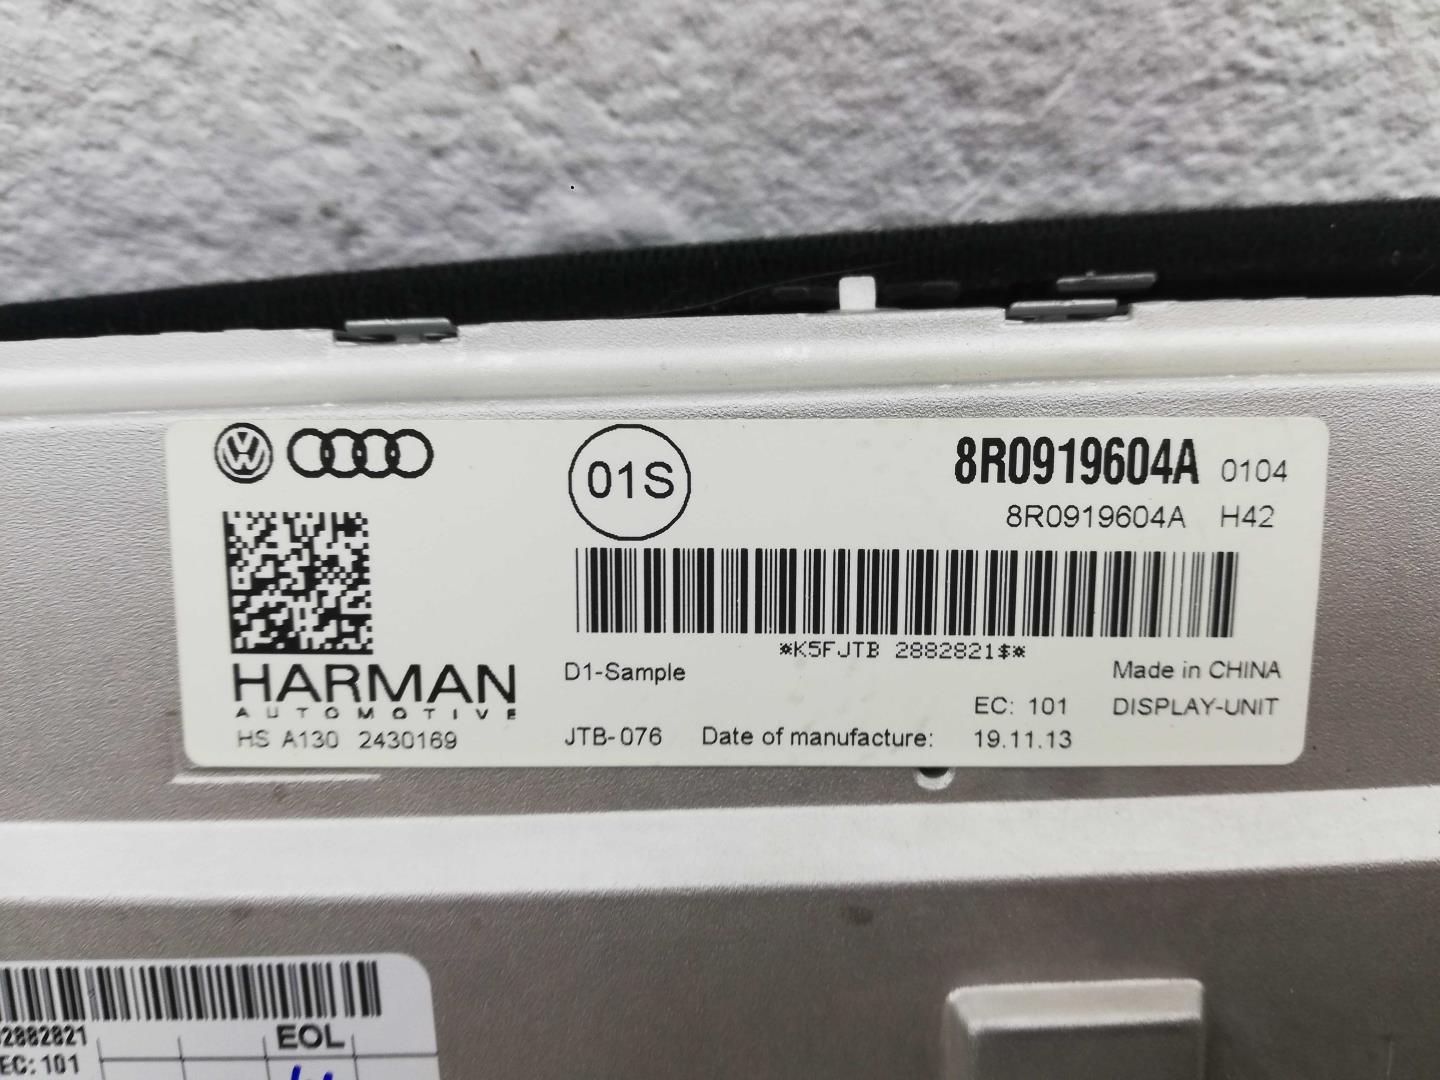 01S
8R0919604A 0104
8R0919604A H42
*K5FJTB 2882821$*
HARMAN
AUTOMOTIVE
HS A130 2430169
D1-Sample
Made in CHINA
EC: 101 DISPLAY-UNIT
JTB-076 Date of manufacture: 19.11.13
2882821
EOL
EC: 101